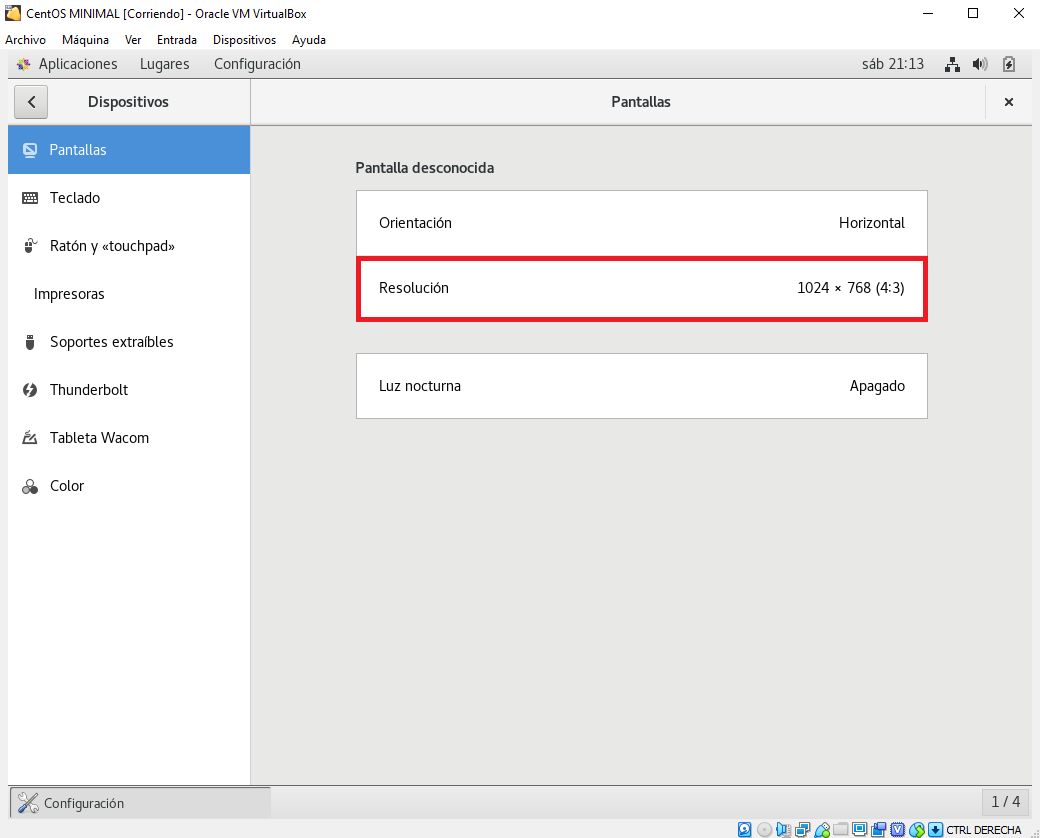 CentOS MINIMAL [Corriendo] - Oracle VM VirtualBox
Archivo Máquina Ver Entrada Dispositivos Ayuda
Aplicaciones Lugares Configuración sáb 21:13
Dispositivos Pantallas
Pantallas
Teclado
Ratón y «touchpad»
Impresoras
Soportes extraíbles
Thunderbolt
Tableta Wacom
Color
Pantalla desconocida
Orientación Horizontal
Resolución 1024 × 768 (4:3)
Luz nocturna Apagado
Configuración 1 / 4
CTRL DERECHA